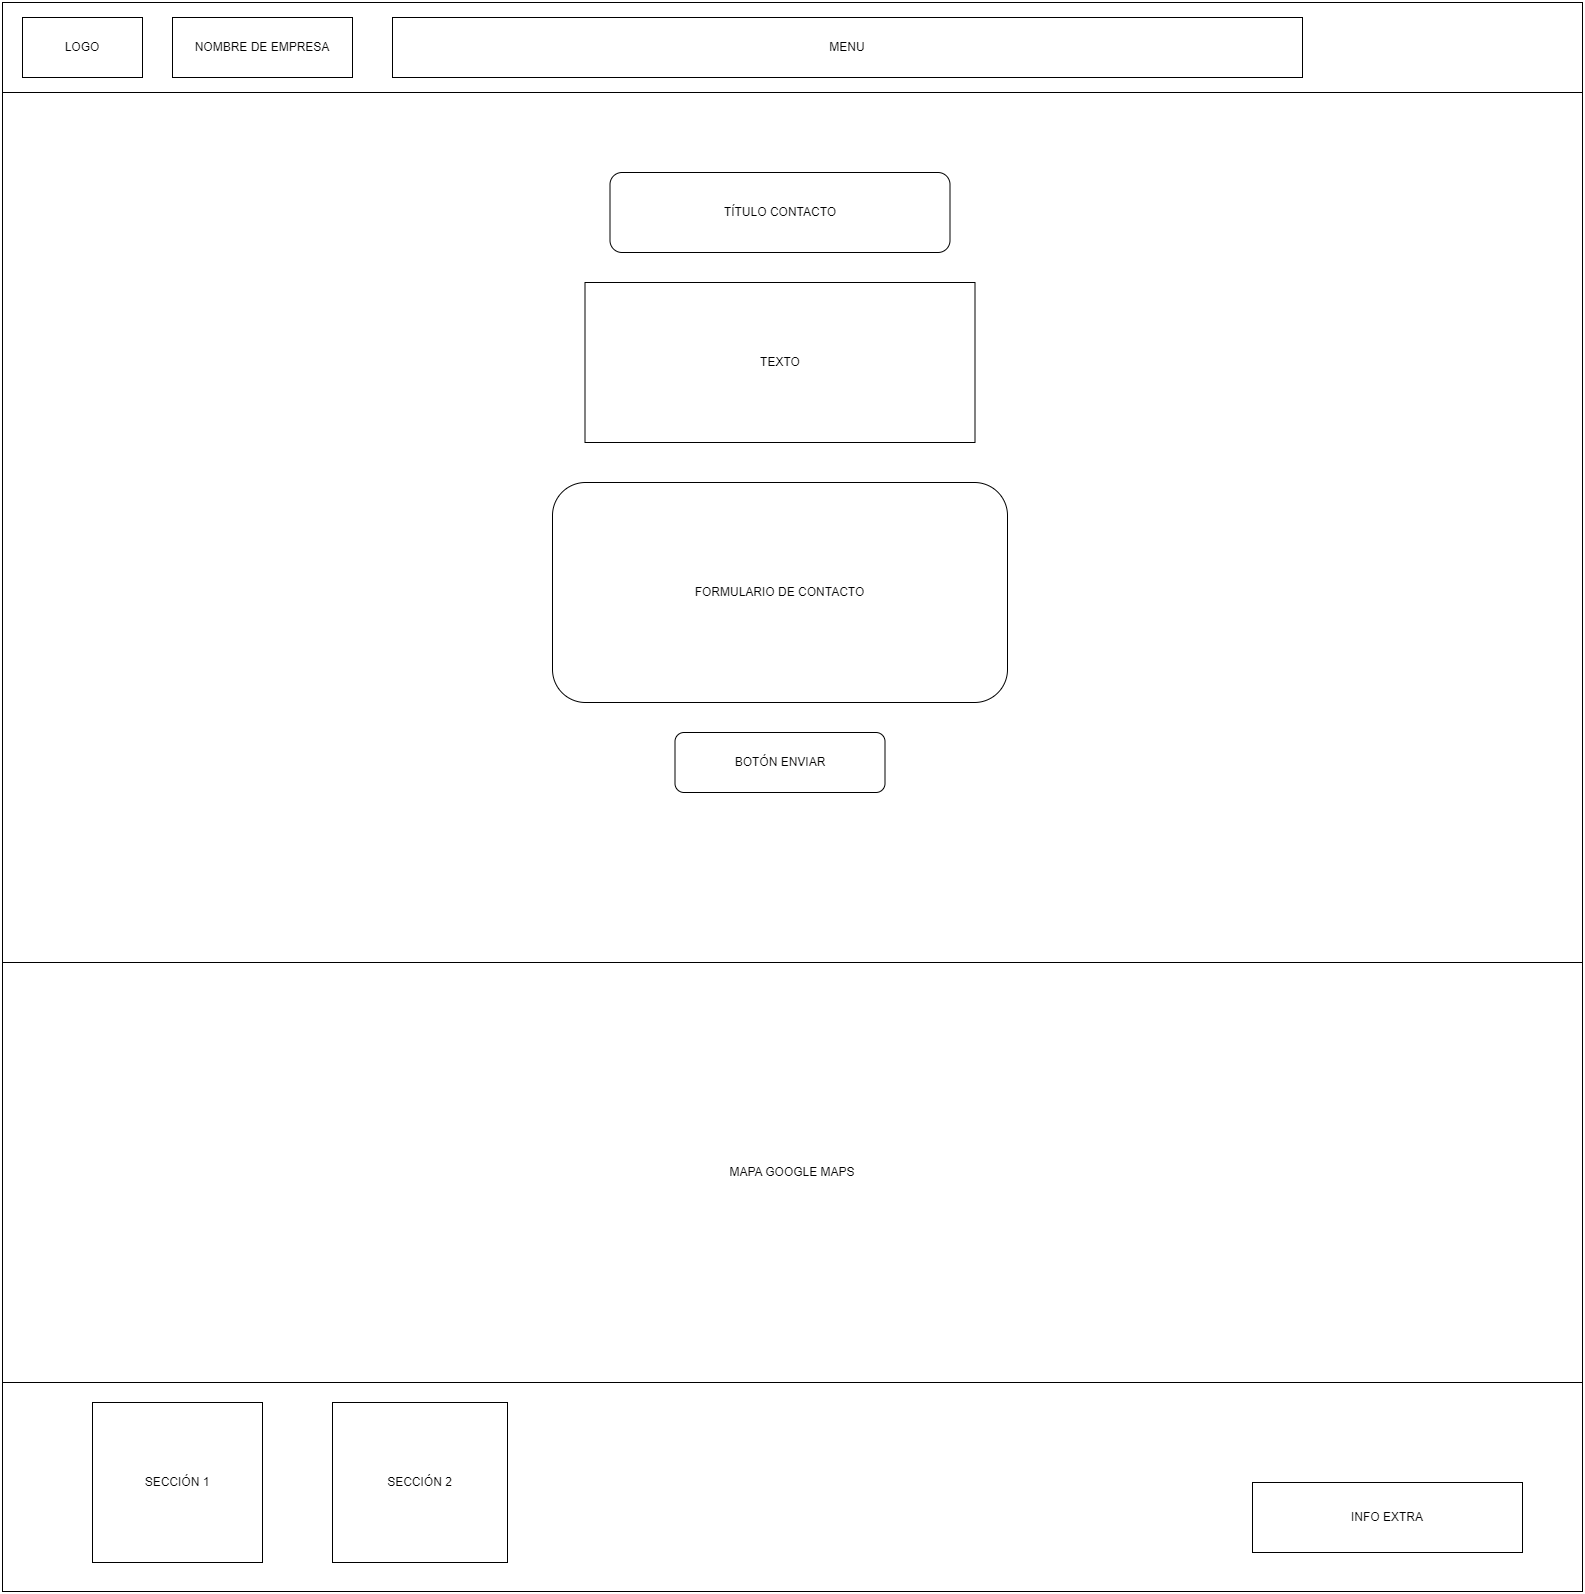 LOGO
NOMBRE DE EMPRESA
MENU
TÍTULO CONTACTO
TEXTO
FORMULARIO DE CONTACTO
BOTÓN ENVIAR
MAPA GOOGLE MAPS
SECCIÓN 1
SECCIÓN 2
INFO EXTRA